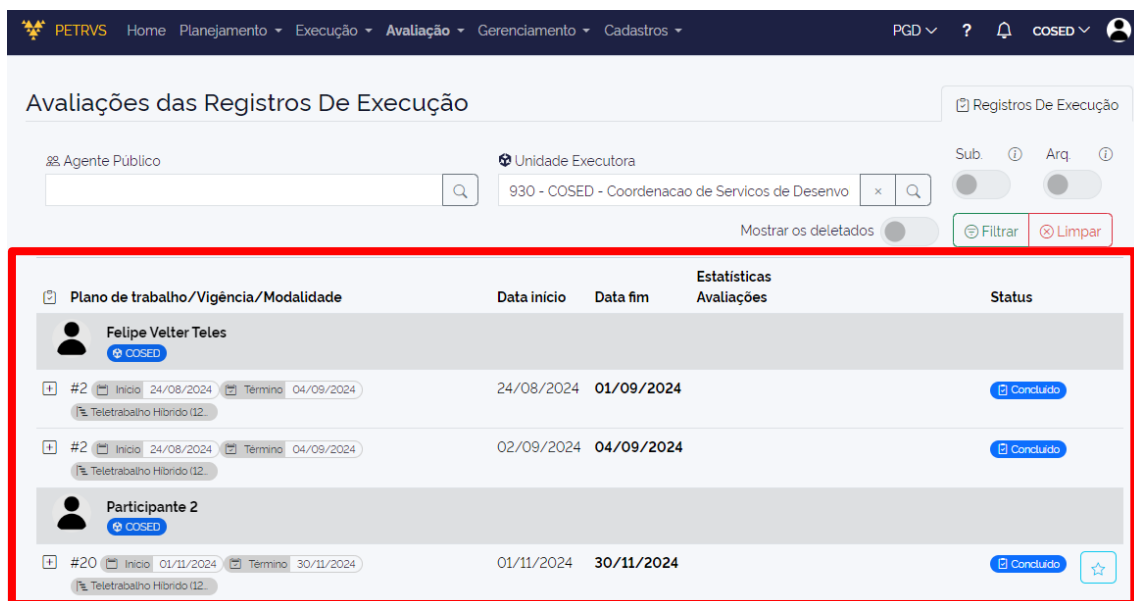 PETRVS Home Planejamento Execução Avaliação Gerenciamento Cadastros PGD ? COSED
Avaliações das Registros De Execução
Registros De Execução
Agente Público
Unidade Executora
Sub.
Arq.
930 - COSED - Coordenacao de Servicos de Desenvo
Mostrar os deletados
Filtrar
Limpar
Plano de trabalho/Vigência/Modalidade Data início Data fim Estatísticas Avaliações Status
Felipe Velter Teles
COSED
#2 Início 24/08/2024 Término 04/09/2024 24/08/2024 01/09/2024 Concluído
Teletrabalho Híbrido (12...
#2 Início 24/08/2024 Término 04/09/2024 02/09/2024 04/09/2024 Concluído
Teletrabalho Híbrido (12...
Participante 2
COSED
#20 Início 01/11/2024 Término 30/11/2024 01/11/2024 30/11/2024 Concluído
Teletrabalho Híbrido (12...